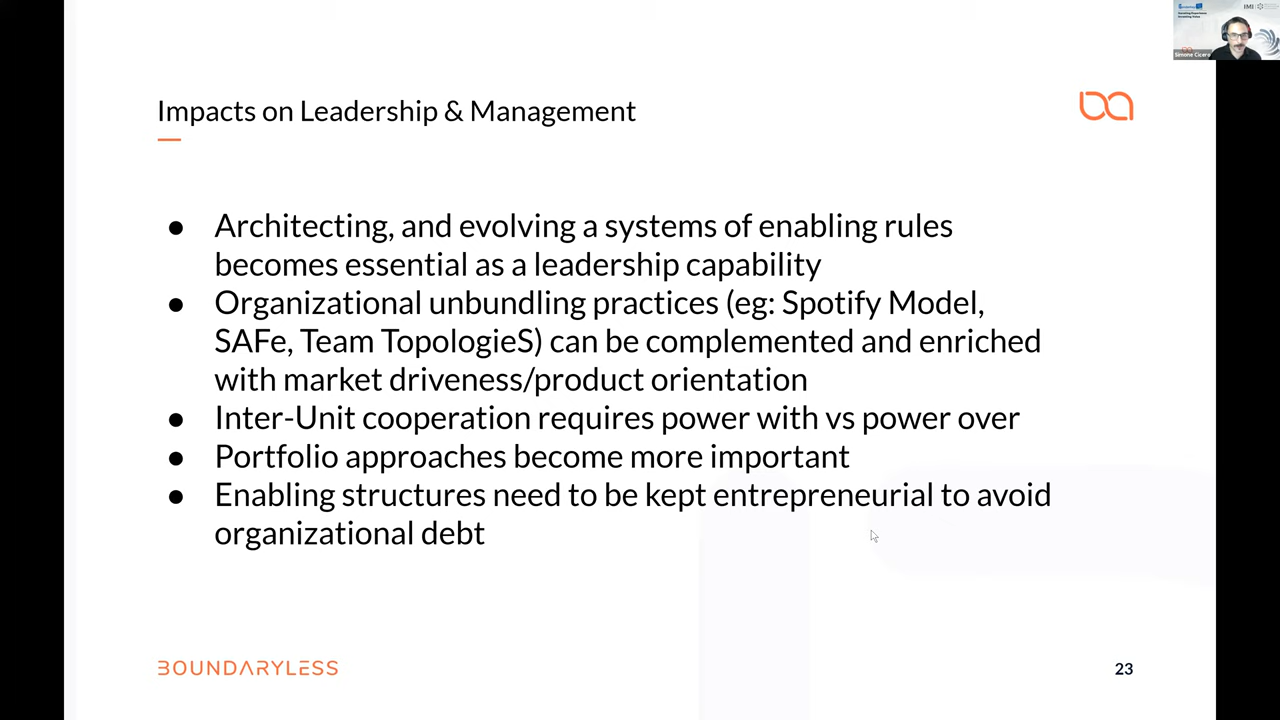 IMI
Simone Cicero
Impacts on Leadership & Management
● Architecting, and evolving a systems of enabling rules
becomes essential as a leadership capability
● Organizational unbundling practices (eg: Spotify Model,
SAFe, Team TopologieS) can be complemented and enriched
with market driveness/product orientation
● Inter-Unit cooperation requires power with vs power over
● Portfolio approaches become more important
● Enabling structures need to be kept entrepreneurial to avoid
organizational debt
BOUNDARYLESS
23